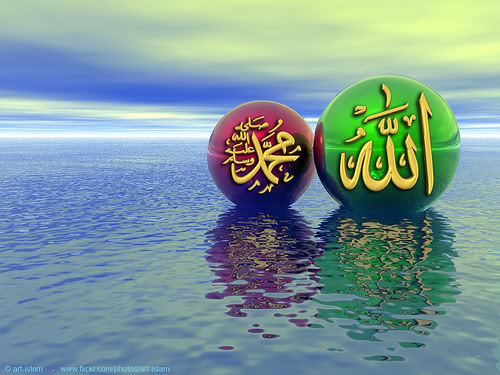 الله
محمد
صلى الله عليه وسلم
© art-islam - www.flickr.com/photos/art-islam